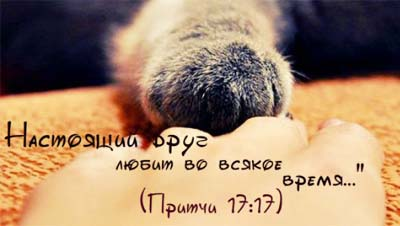 Настоящий друг
любит во всякое
время..."
(Притчи 17:17)